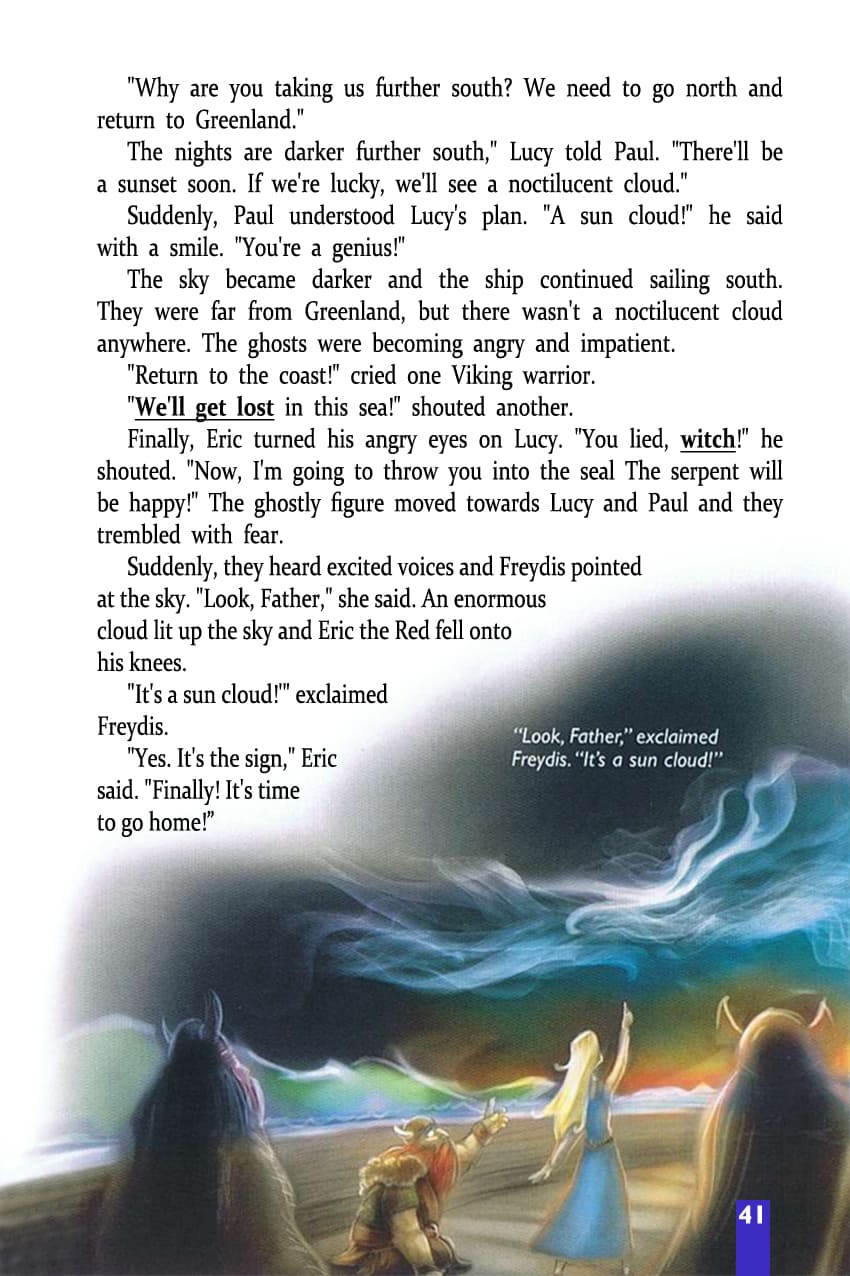 "Why are you taking us further south? We need to go north and
return to Greenland."
The nights are darker further south," Lucy told Paul. "There'll be
a sunset soon. If we're lucky, we'll see a noctilucent cloud."
Suddenly, Paul understood Lucy's plan. "A sun cloud!" he said
with a smile. "You're a genius!"
The sky became darker and the ship continued sailing south.
They were far from Greenland, but there wasn't a noctilucent cloud
anywhere. The ghosts were becoming angry and impatient.
"Return to the coast!" cried one Viking warrior.
"We'll get lost in this sea!" shouted another.
Finally, Eric turned his angry eyes on Lucy. "You lied, witch!" he
shouted. "Now, I'm going to throw you into the seal The serpent will
be happy!" The ghostly figure moved towards Lucy and Paul and they
trembled with fear.
Suddenly, they heard excited voices and Freydis pointed
at the sky. "Look, Father," she said. An enormous
cloud lit up the sky and Eric the Red fell onto
his knees.
"It's a sun cloud!'" exclaimed
Freydis.
"Yes. It's the sign," Eric
said. "Finally! It's time
to go home!”
“Look, Father,” exclaimed
Freydis. “It’s a sun cloud!”
41